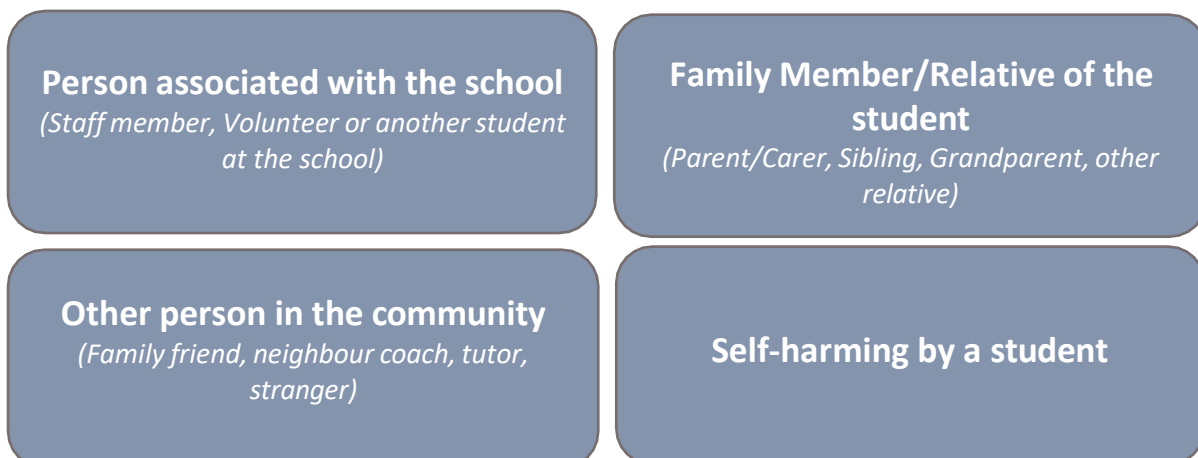 Person associated with the school
(Staff member, Volunteer or another student
at the school)
Family Member/Relative of the
student
(Parent/Carer, Sibling, Grandparent, other
relative)
Other person in the community
(Family friend, neighbour coach, tutor,
stranger)
Self-harming by a student